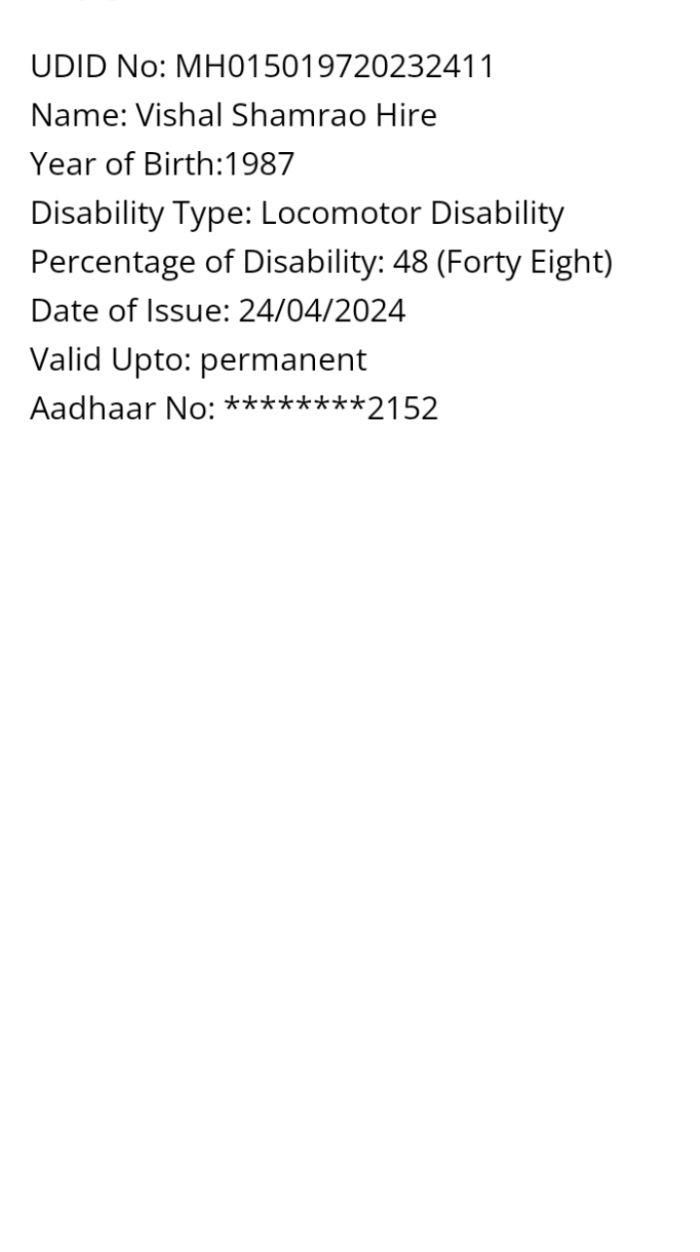 UDID No: MH015019720232411
Name: Vishal Shamrao Hire
Year of Birth:1987
Disability Type: Locomotor Disability
Percentage of Disability: 48 (Forty Eight)
Date of Issue: 24/04/2024
Valid Upto: permanent
Aadhaar No: ********2152